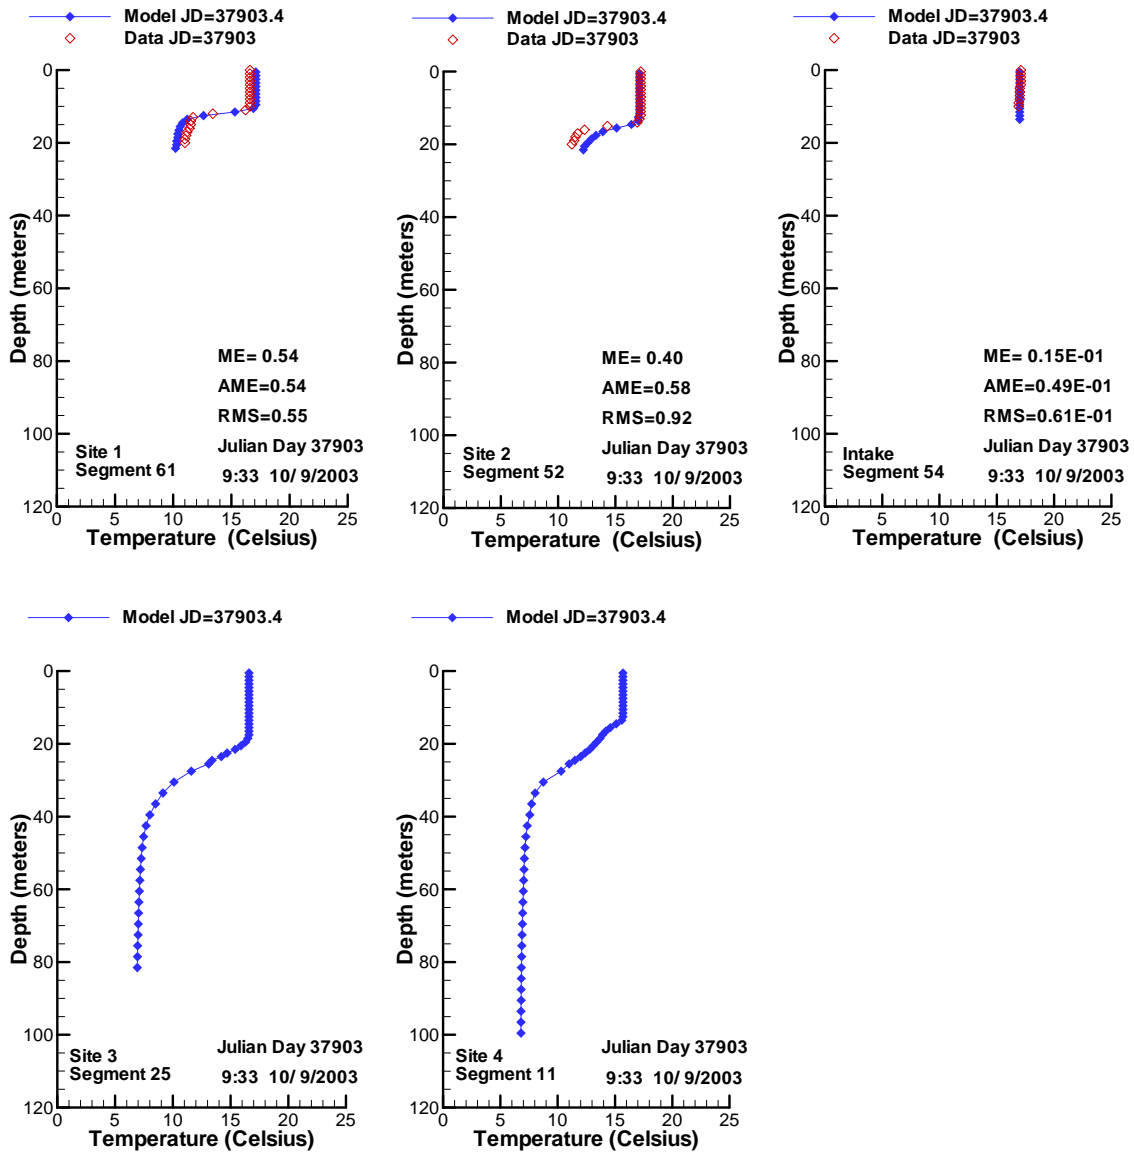 Model JD=37903.4
Data JD=37903
0
20
40
60
80
100
120
Depth (meters)
ME= 0.54
AME=0.54
RMS=0.55
Julian Day 37903
9:33 10/ 9/2003
Site 1
Segment 61
0 5 10 15 20 25
Temperature (Celsius)
Model JD=37903.4
Data JD=37903
0
20
40
60
80
100
120
Depth (meters)
ME= 0.40
AME=0.58
RMS=0.92
Julian Day 37903
9:33 10/ 9/2003
Site 2
Segment 52
0 5 10 15 20 25
Temperature (Celsius)
Model JD=37903.4
Data JD=37903
0
20
40
60
80
100
120
Depth (meters)
ME= 0.15E-01
AME=0.49E-01
RMS=0.61E-01
Julian Day 37903
9:33 10/ 9/2003
Intake
Segment 54
0 5 10 15 20 25
Temperature (Celsius)
Model JD=37903.4
0
20
40
60
80
100
120
Depth (meters)
Julian Day 37903
9:33 10/ 9/2003
Site 3
Segment 25
0 5 10 15 20 25
Temperature (Celsius)
Model JD=37903.4
0
20
40
60
80
100
120
Depth (meters)
Julian Day 37903
9:33 10/ 9/2003
Site 4
Segment 11
0 5 10 15 20 25
Temperature (Celsius)